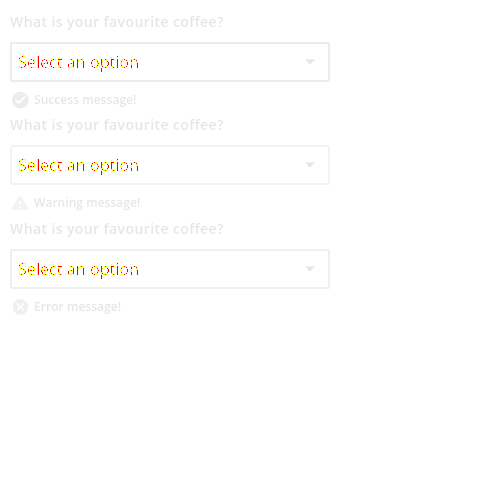 What is your favourite coffee?
Select an option
Success message!
What is your favourite coffee?
Select an option
Warning message!
What is your favourite coffee?
Select an option
Error message!